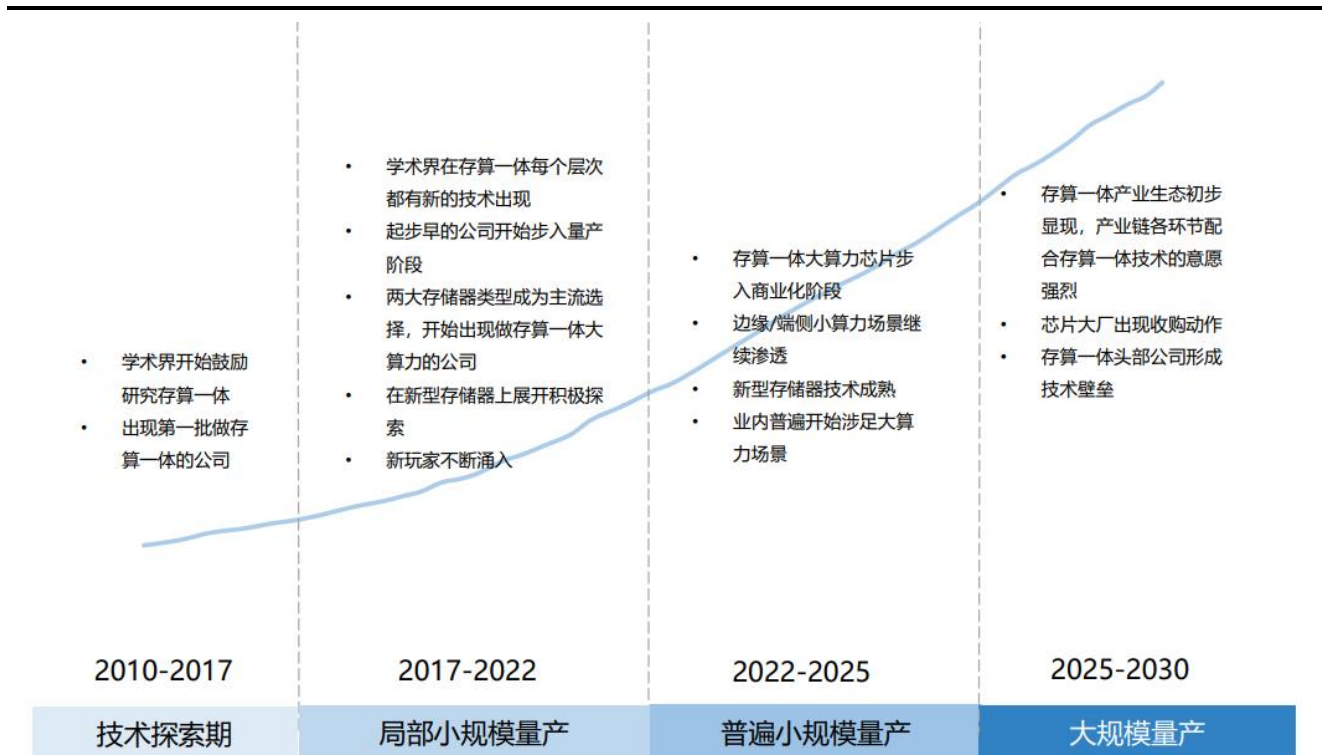 • 学术界开始鼓励
研究存算一体
• 出现第一批做存
算一体的公司
• 学术界在存算一体每个层次
都有新的技术出现
• 起步早的公司开始步入量产
阶段
• 两大存储器类型成为主流选
择，开始出现做存算一体大
算力的公司
• 在新型存储器上展开积极探
索
• 新玩家不断涌入
• 存算一体大算力芯片步
入商业化阶段
• 边缘/端侧小算力场景继
续渗透
• 新型存储器技术成熟
• 业内普遍开始涉足大算
力场景
• 存算一体产业生态初步
显现，产业链各环节配
合存算一体技术的意愿
强烈
• 芯片大厂出现收购动作
• 存算一体头部公司形成
技术壁垒
2010-2017
2017-2022
2022-2025
2025-2030
技术探索期
局部小规模量产
普遍小规模量产
大规模量产